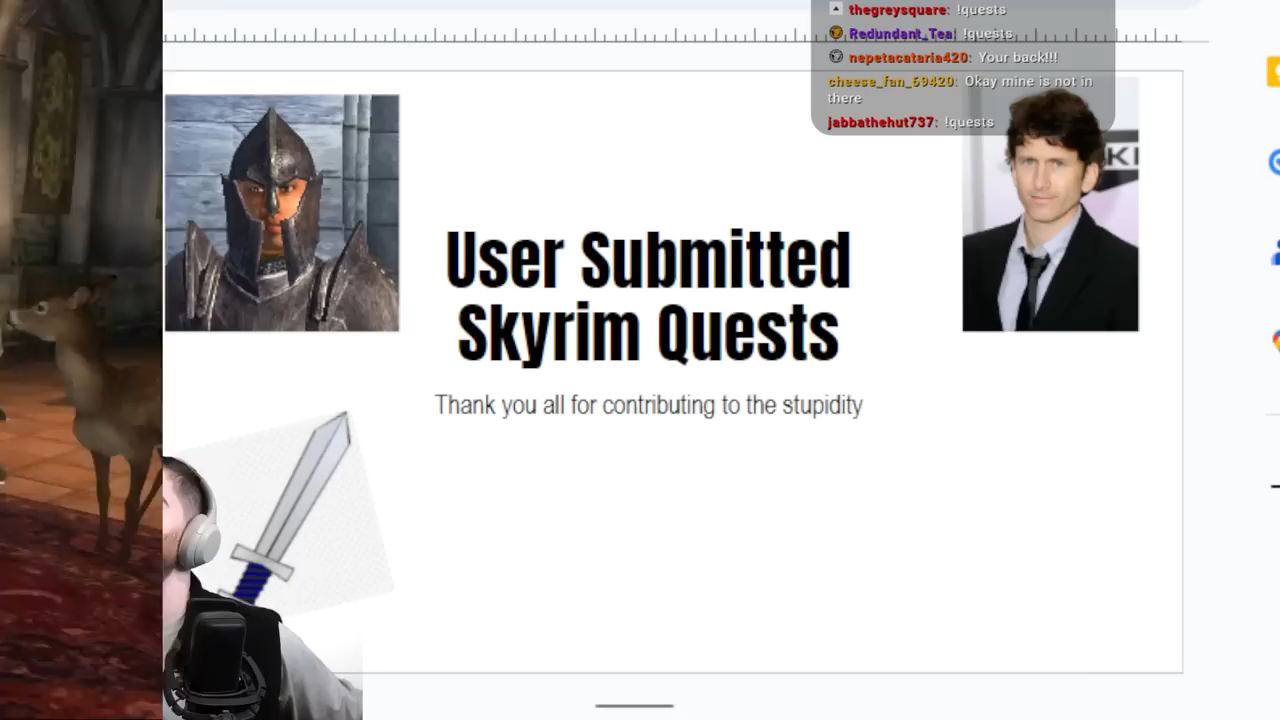 thegreysquare: !quests
Redundant_Tea: !quests
nepetacataria420: Your back!!!
cheese_fan_69420: Okay mine is not in
there
jabbathehut737: !quests
KI
User Submitted
Skyrim Quests
Thank you all for contributing to the stupidity